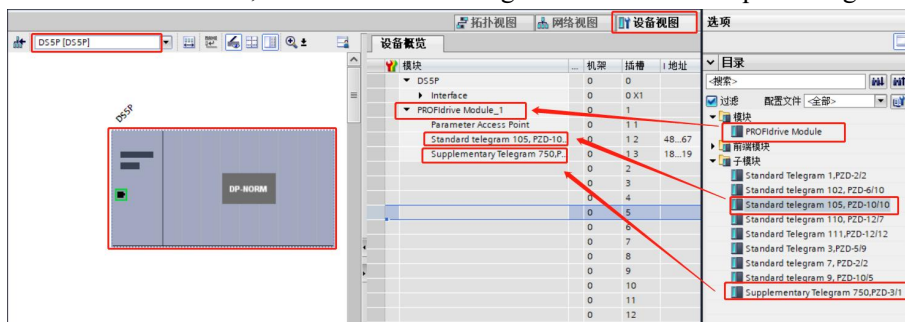 拓扑视图 网络视图 设备视图 选项
DS5P [DS5P]
设备概览
模块 ... 机架 插槽 I 地址
DS5P 0 0
Interface 0 0 X1
PROFIdrive Module_1 0 1
Parameter Access Point 0 1 1
Standard telegram 105, PZD-10... 0 1 2 48...67
Supplementary Telegram 750,P... 0 1 3 18...19
0 2
0 3
0 4
0 5
0 6
0 7
0 8
0 9
0 10
0 11
0 12
DS5P
DP-NORM
目录
<搜索>
过滤 配置文件 <全部>
模块
PROFIdrive Module
前端模块
子模块
Standard Telegram 1,PZD-2/2
Standard telegram 102, PZD-6/10
Standard telegram 105, PZD-10/10
Standard telegram 110, PZD-12/7
Standard Telegram 111,PZD-12/12
Standard Telegram 3,PZD-5/9
Standard telegram 7, PZD-2/2
Standard telegram 9, PZD-10/5
Supplementary Telegram 750,PZD-3/1